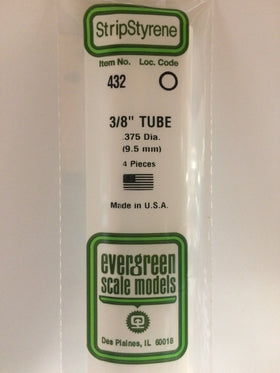 StripStyrene
Item No. Loc. Code
432
3/8" TUBE
.375 Dia.
(9.5 mm)
4 Pieces
Made in U.S.A.
evergreen
scale models
Des Plaines, IL 60018